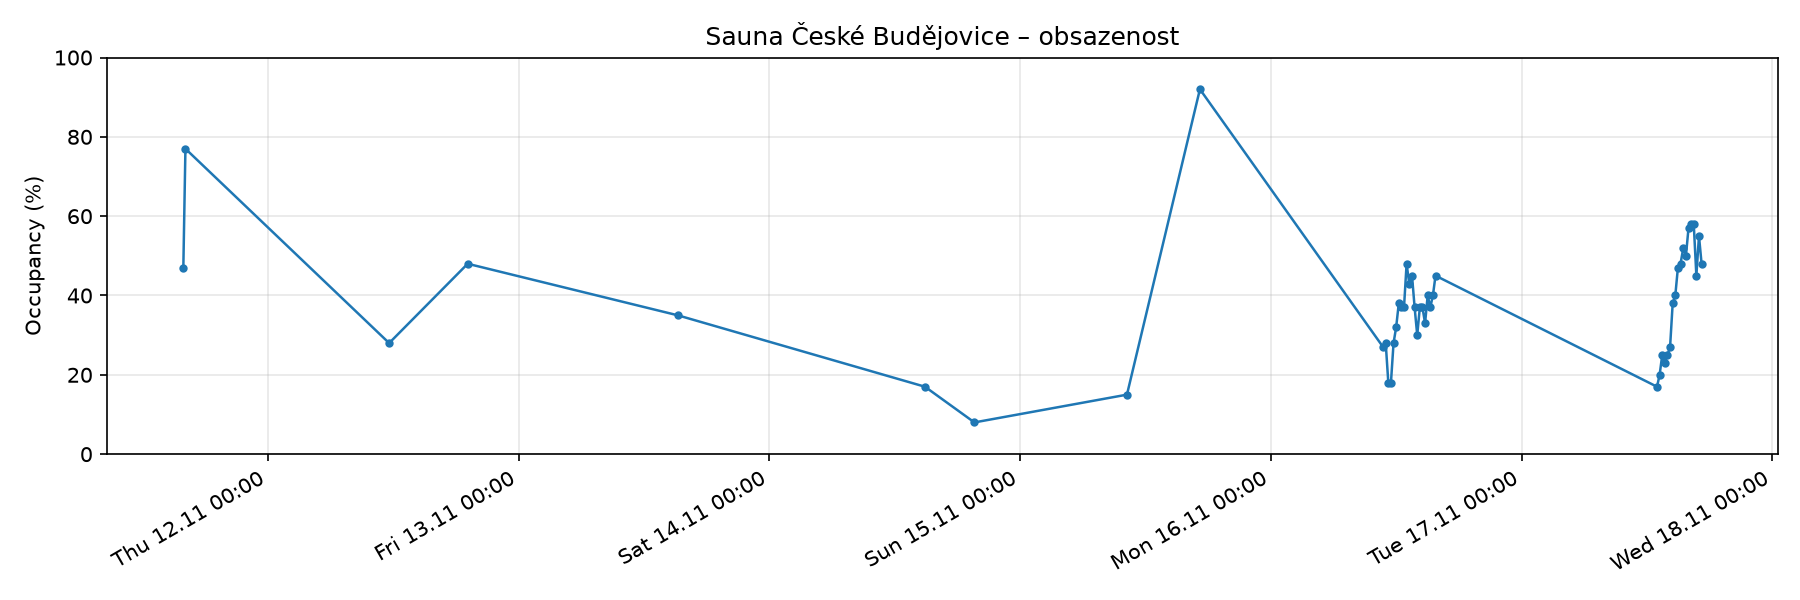 Sauna České Budějovice – obsazenost
Occupancy (%)
100
80
60
40
20
0
Thu 12.11 00:00
Fri 13.11 00:00
Sat 14.11 00:00
Sun 15.11 00:00
Mon 16.11 00:00
Tue 17.11 00:00
Wed 18.11 00:00